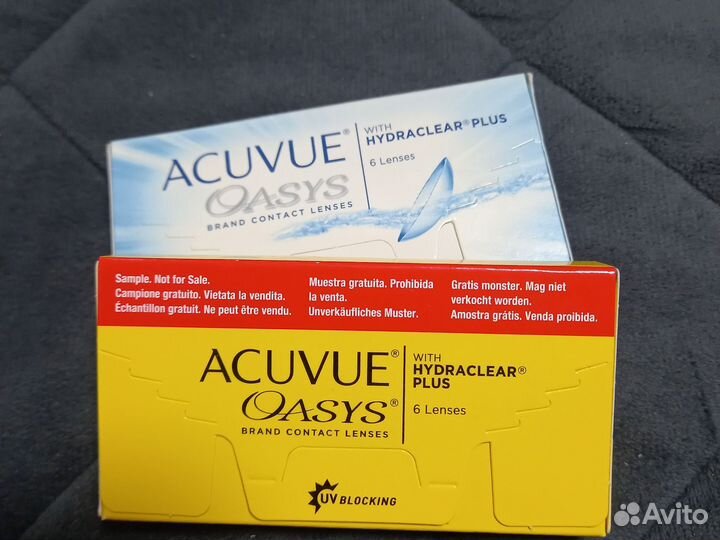 ACUVUE®
OASYS
BRAND CONTACT LENSES
WITH
HYDRACLEAR® PLUS
6 Lenses
Sample. Not for Sale.
Campione gratuito. Vietata la vendita.
Échantillon gratuit. Ne peut être vendu.
Muestra gratuita. Prohibida
la venta.
Unverkäufliches Muster.
Gratis monster. Mag niet
verkocht worden.
Amostra grátis. Venda proibida.
ACUVUE®
OASYS®
BRAND CONTACT LENSES
WITH
HYDRACLEAR®
PLUS
6 Lenses
UV BLOCKING
Avito